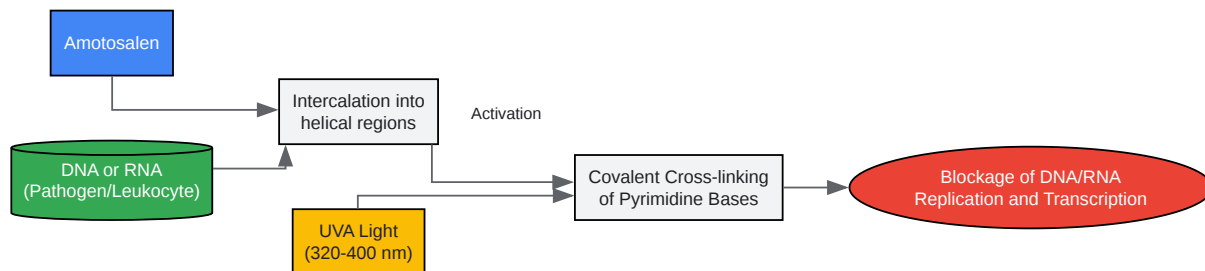 Amotosalen
Intercalation into
helical regions
Activation
DNA or RNA
(Pathogen/Leukocyte)
Covalent Cross-linking
of Pyrimidine Bases
Blockage of DNA/RNA
Replication and Transcription
UVA Light
(320-400 nm)